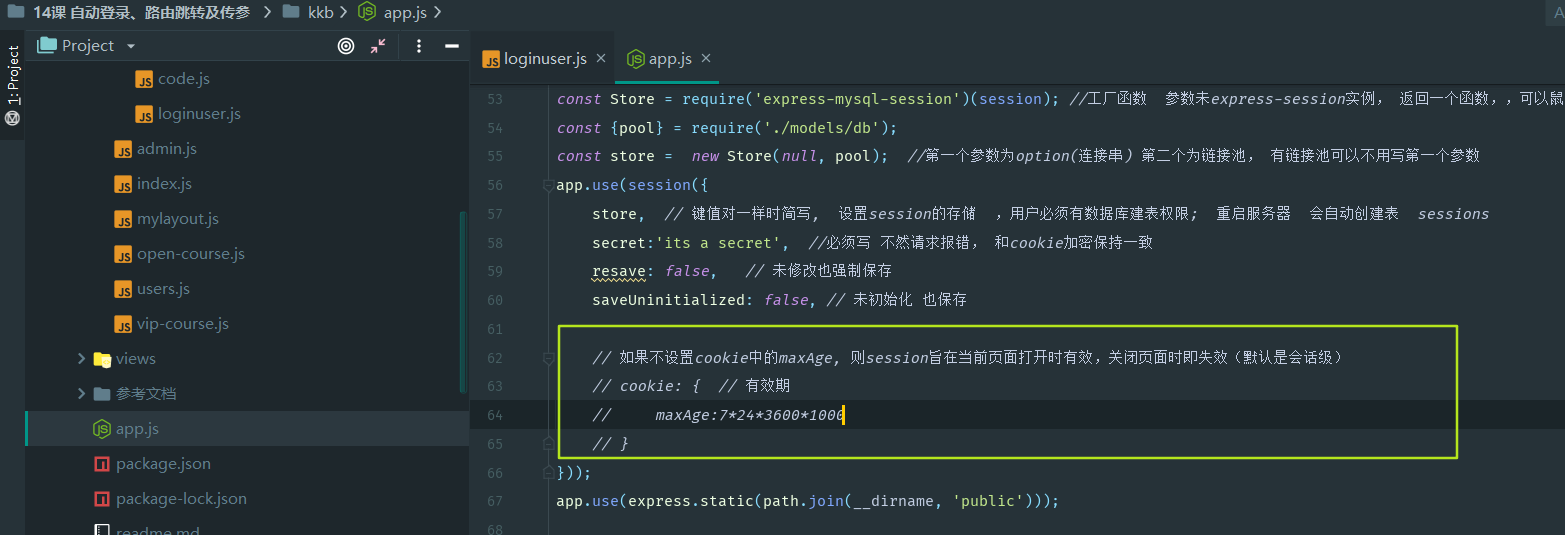 14课 自动登录、路由跳转及传参 > kkb > app.js >
A
1: Project
Project
code.js
loginuser.js
admin.js
index.js
mylayout.js
open-course.js
users.js
vip-course.js
views
参考文档
app.js
package.json
package-lock.json
readme.md
loginuser.js × app.js ×
53 const Store = require('express-mysql-session')(session); //工厂函数 参数未express-session实例， 返回一个函数，，可以鼠
54 const {pool} = require('./models/db');
55 const store = new Store(null, pool); //第一个参数为option(连接串) 第二个为链接池， 有链接池可以不用写第一个参数
56 app.use(session({
57 store, // 键值对一样时简写， 设置session的存储 ，用户必须有数据库建表权限； 重启服务器 会自动创建表 sessions
58 secret:'its a secret', //必须写 不然请求报错， 和cookie加密保持一致
59 resave: false, // 未修改也强制保存
60 saveUninitialized: false, // 未初始化 也保存
61
62 // 如果不设置cookie中的maxAge, 则session旨在当前页面打开时有效，关闭页面时即失效（默认是会话级）
63 // cookie: { // 有效期
64 // maxAge:7*24*3600*1000
65 // }
66 }));
67 app.use(express.static(path.join(__dirname, 'public')));
68